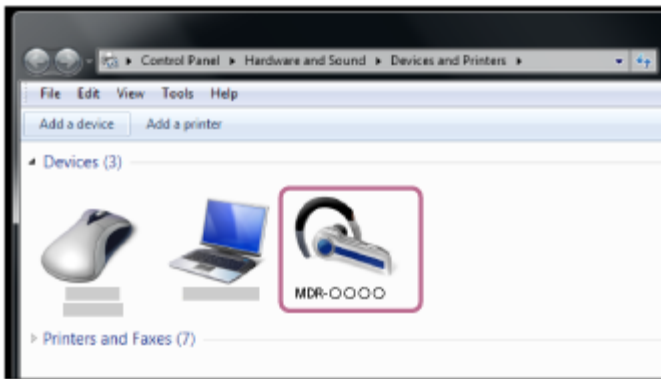 Control Panel ▸ Hardware and Sound ▸ Devices and Printers ▸
File Edit View Tools Help
Add a device Add a printer
Devices (3)
MDR-○○○○
Printers and Faxes (7)